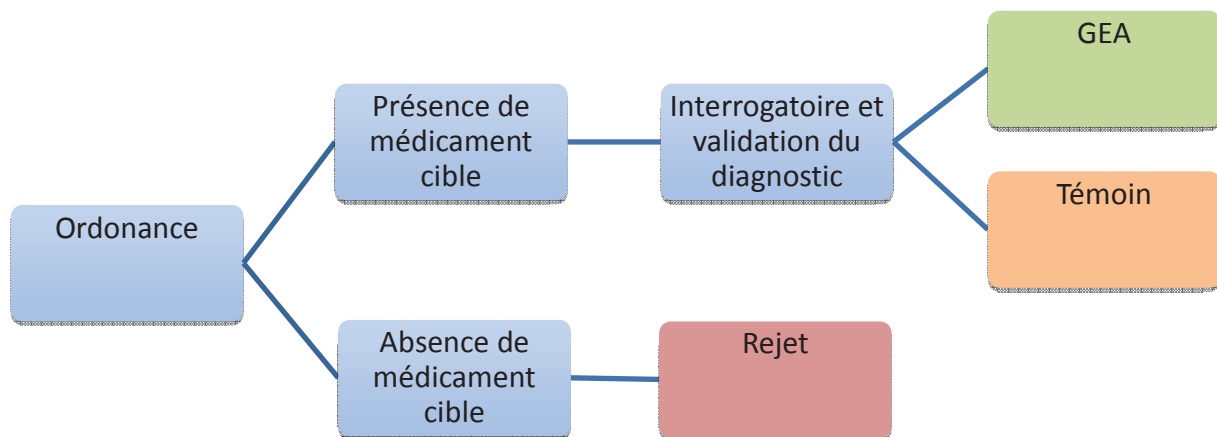 Ordonance
Présence de
médicament
cible
Interrogatoire et
validation du
diagnostic
GEA
Témoin
Absence de
médicament
cible
Rejet